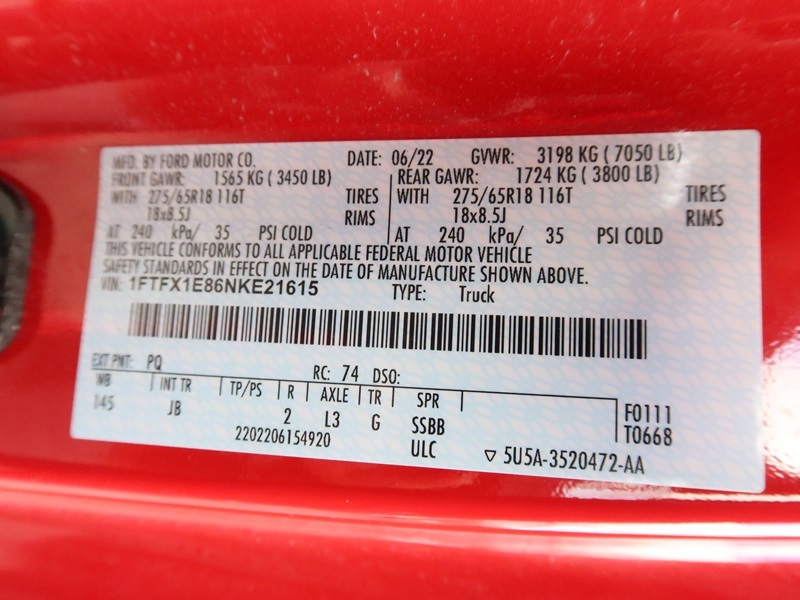 MFD. BY FORD MOTOR CO. DATE: 06/22 GVWR: 3198 KG ( 7050 LB)
FRONT GAWR: 1565 KG ( 3450 LB) REAR GAWR: 1724 KG ( 3800 LB)
WITH 275/65R18 116T TIRES WITH 275/65R18 116T TIRES
18x8.5J RIMS 18x8.5J RIMS
AT 240 kPa/ 35 PSI COLD AT 240 kPa/ 35 PSI COLD
THIS VEHICLE CONFORMS TO ALL APPLICABLE FEDERAL MOTOR VEHICLE
SAFETY STANDARDS IN EFFECT ON THE DATE OF MANUFACTURE SHOWN ABOVE.
VIN: 1FTFX1E86NKE21615 TYPE: Truck
EXT PNT: PQ RC: 74 DSO:
WB INT TR TP/PS R AXLE TR SPR F0111
145 JB 2 L3 G SSBB T0668
2202206154920 ULC ▽ 5U5A-3520472-AA